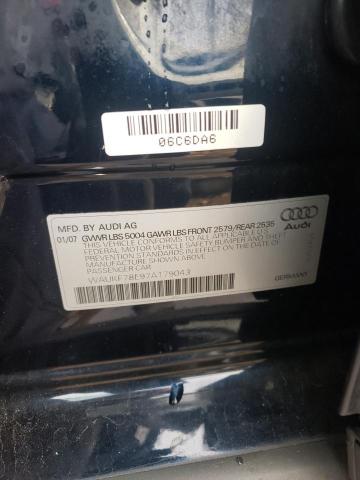 06C6DA6
MFD. BY AUDI AG
01/07 GVWR LBS 5004 GAWR LBS FRONT 2579/REAR 2535
THIS VEHICLE CONFORMS TO ALL APPLICABLE U.S.
FEDERAL MOTOR VEHICLE SAFETY, BUMPER AND THEFT
PREVENTION STANDARDS IN EFFECT ON THE DATE OF
MANUFACTURE SHOWN ABOVE.
PASSENGER CAR
WAUKF78E97A179043
Audi
GERMANY